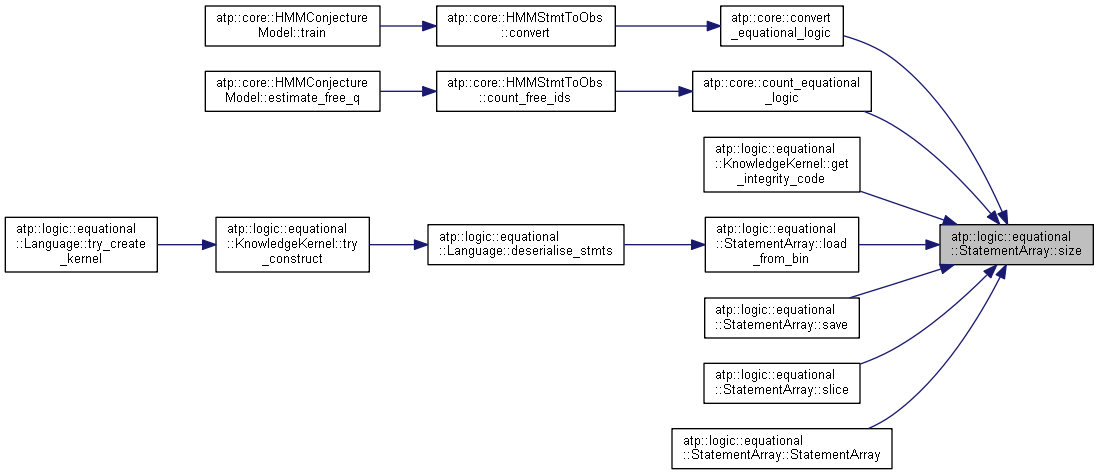 atp::core::HMMConjecture
Model::train
atp::core::HMMStmtToObs
::convert
atp::core::convert
_equational_logic
atp::core::HMMConjecture
Model::estimate_free_q
atp::core::HMMStmtToObs
::count_free_ids
atp::core::count_equational
_logic
atp::logic::equational
::KnowledgeKernel::get
_integrity_code
atp::logic::equational
::Language::try_create
_kernel
atp::logic::equational
::KnowledgeKernel::try
_construct
atp::logic::equational
::Language::deserialise_stmts
atp::logic::equational
::StatementArray::load
_from_bin
atp::logic::equational
::StatementArray::size
atp::logic::equational
::StatementArray::save
atp::logic::equational
::StatementArray::slice
atp::logic::equational
::StatementArray::StatementArray